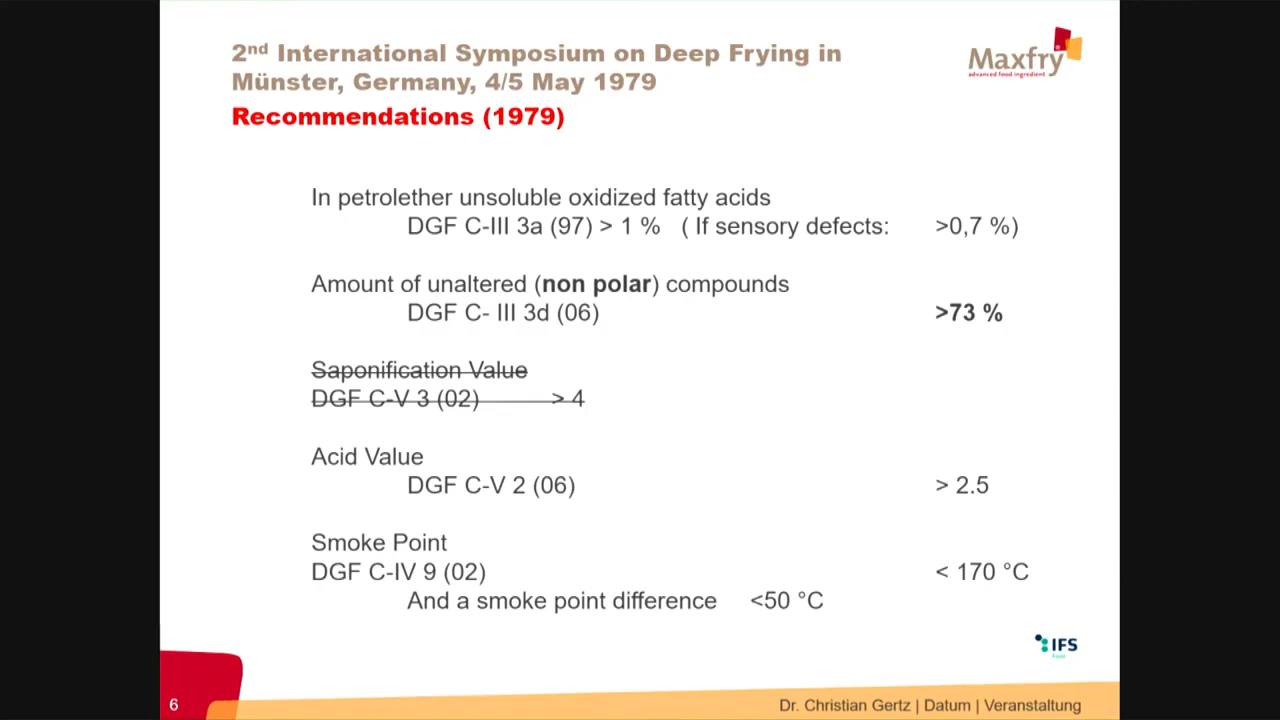 2nd International Symposium on Deep Frying in
Münster, Germany, 4/5 May 1979
Recommendations (1979)
Maxfry®
advanced food ingredient
In petrolether unsoluble oxidized fatty acids
DGF C-III 3a (97) > 1 % ( If sensory defects: >0,7 %)
Amount of unaltered (non polar) compounds
DGF C- III 3d (06) >73 %
Saponification Value
DGF C-V 3 (02) > 4
Acid Value
DGF C-V 2 (06) > 2.5
Smoke Point
DGF C-IV 9 (02) < 170 °C
And a smoke point difference <50 °C
IFS
Food
6
Dr. Christian Gertz | Datum | Veranstaltung